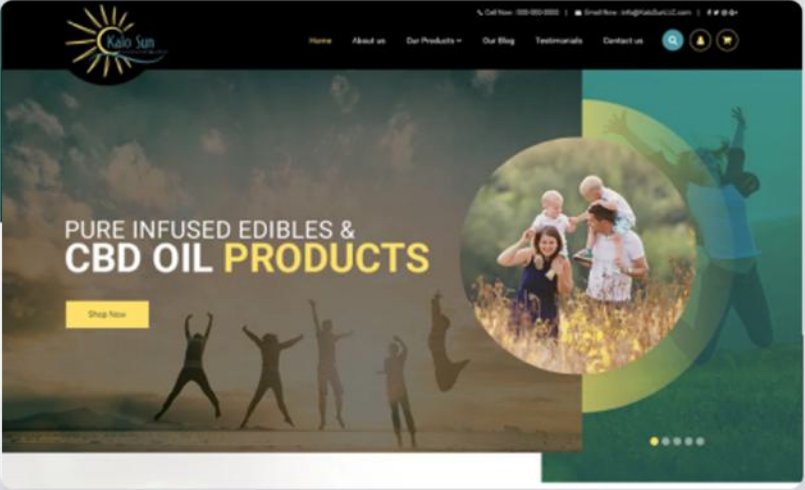 Call Now: 000-000-0000 | Email Now: info@KaloSunLLC.com |
Kalo Sun
Home About us Our Products Our Blog Testimonials Contact us
PURE INFUSED EDIBLES &
CBD OIL PRODUCTS
Shop Now